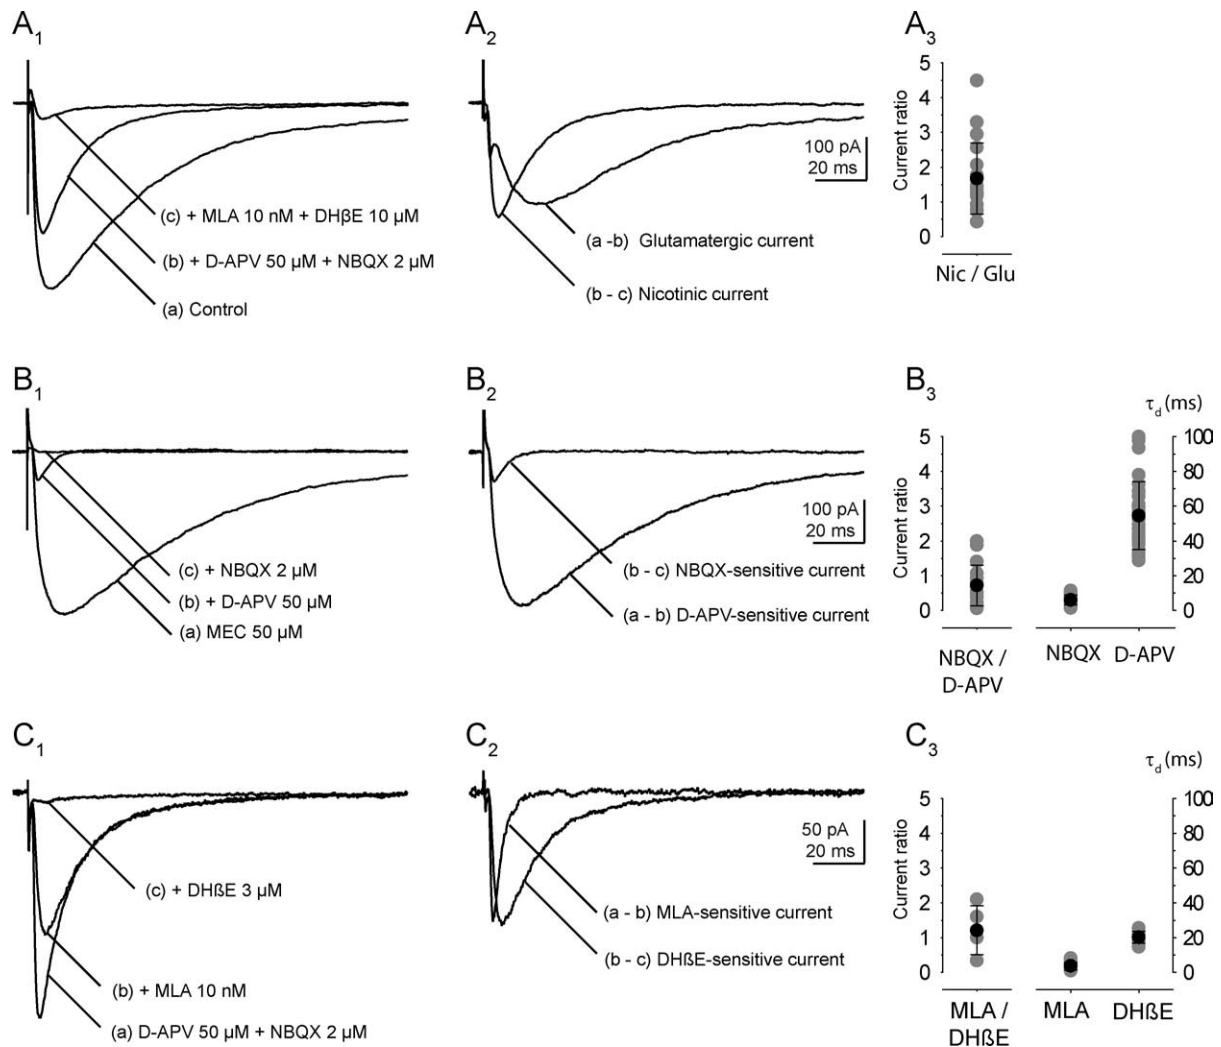 A1
A2
A3
100 pA
20 ms
(c) + MLA 10 nM + DHβE 10 µM
(b) + D-APV 50 µM + NBQX 2 µM
(a) Control
(a -b) Glutamatergic current
(b - c) Nicotinic current
Current ratio
5
4
3
2
1
0
Nic / Glu
B1
B2
B3
100 pA
20 ms
(c) + NBQX 2 µM
(b) + D-APV 50 µM
(a) MEC 50 µM
(b - c) NBQX-sensitive current
(a - b) D-APV-sensitive current
τd (ms)
Current ratio
5
4
3
2
1
0
100
80
60
40
20
0
NBQX /
D-APV
NBQX
D-APV
C1
C2
C3
50 pA
20 ms
(c) + DHßE 3 µM
(b) + MLA 10 nM
(a) D-APV 50 µM + NBQX 2 µM
(a - b) MLA-sensitive current
(b - c) DHßE-sensitive current
τd (ms)
Current ratio
5
4
3
2
1
0
100
80
60
40
20
0
MLA /
DHßE
MLA
DHßE